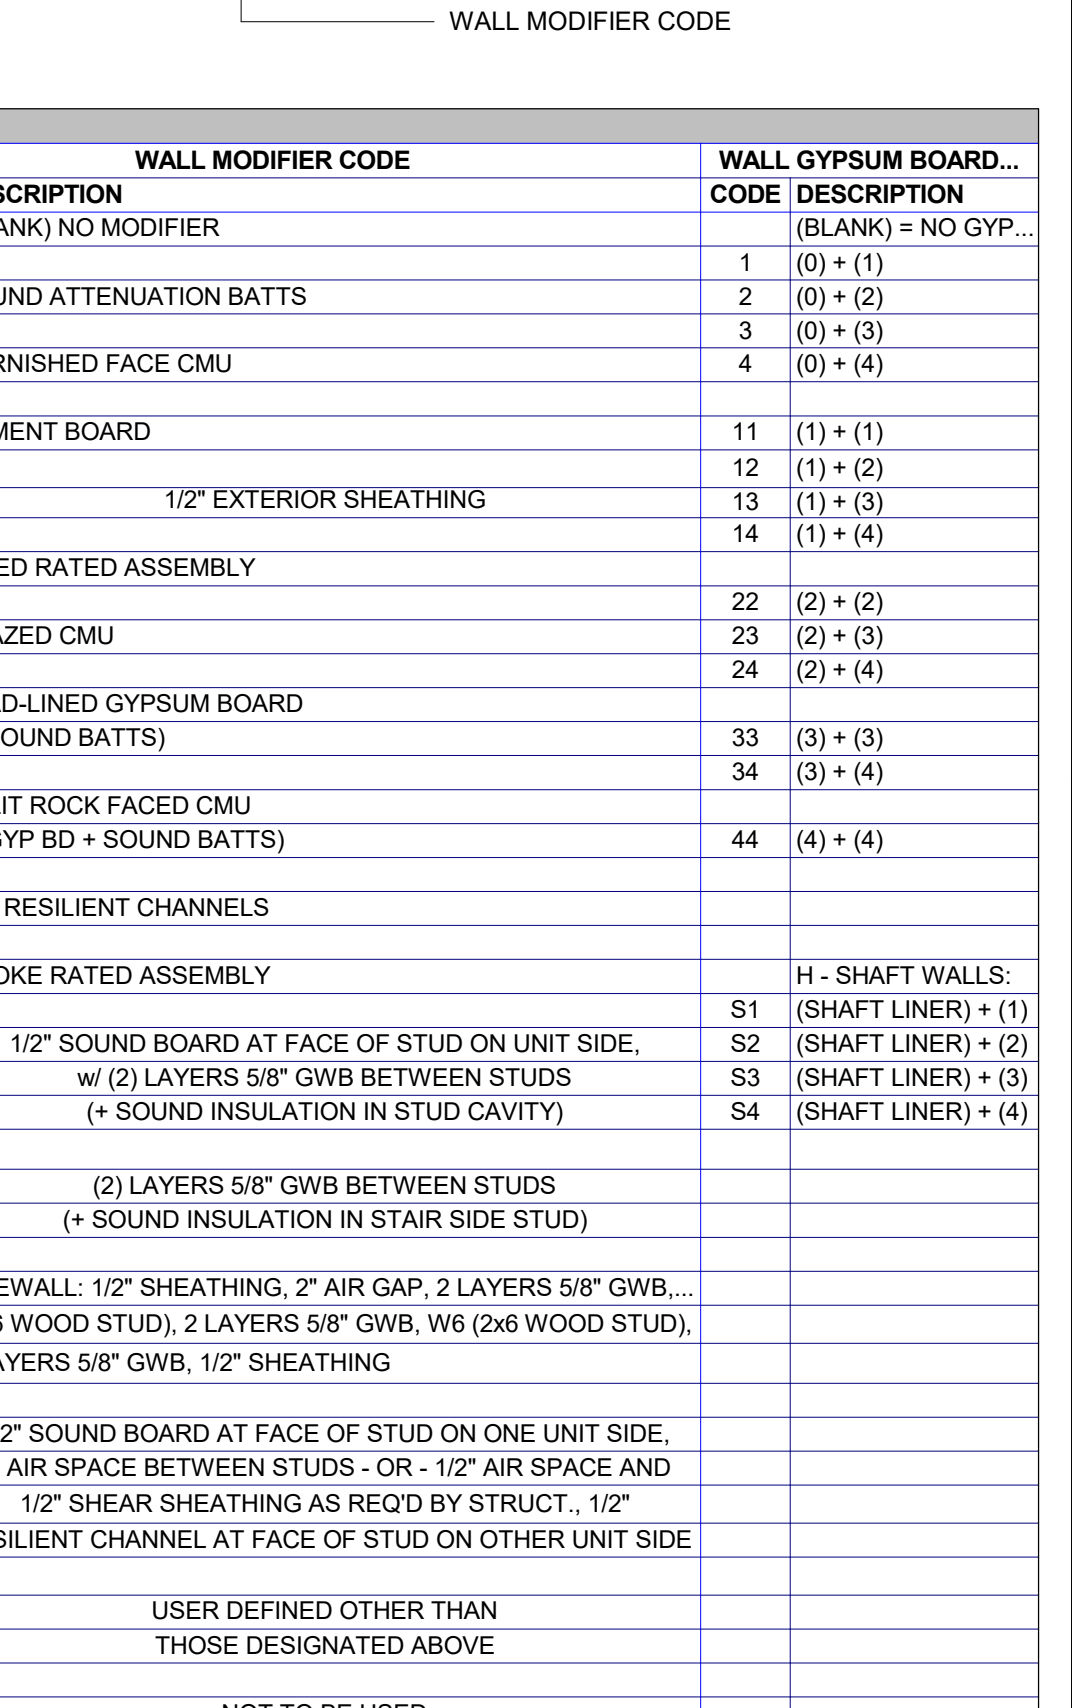 WALL MODIFIER CODE
WALL MODIFIER CODE WALL GYPSUM BOARD...
SCRIPTION CODE DESCRIPTION
ANK) NO MODIFIER (BLANK) = NO GYP...
1 (0) + (1)
UND ATTENUATION BATTS 2 (0) + (2)
3 (0) + (3)
RNISHED FACE CMU 4 (0) + (4)
MENT BOARD 11 (1) + (1)
12 (1) + (2)
1/2" EXTERIOR SHEATHING 13 (1) + (3)
14 (1) + (4)
ED RATED ASSEMBLY
22 (2) + (2)
AZED CMU 23 (2) + (3)
24 (2) + (4)
AD-LINED GYPSUM BOARD
OUND BATTS) 33 (3) + (3)
34 (3) + (4)
IT ROCK FACED CMU
GYP BD + SOUND BATTS) 44 (4) + (4)
RESILIENT CHANNELS
OKE RATED ASSEMBLY H - SHAFT WALLS:
S1 (SHAFT LINER) + (1)
1/2" SOUND BOARD AT FACE OF STUD ON UNIT SIDE, S2 (SHAFT LINER) + (2)
w/ (2) LAYERS 5/8" GWB BETWEEN STUDS S3 (SHAFT LINER) + (3)
(+ SOUND INSULATION IN STUD CAVITY) S4 (SHAFT LINER) + (4)
(2) LAYERS 5/8" GWB BETWEEN STUDS
(+ SOUND INSULATION IN STAIR SIDE STUD)
EWALL: 1/2" SHEATHING, 2" AIR GAP, 2 LAYERS 5/8" GWB,...
6 WOOD STUD), 2 LAYERS 5/8" GWB, W6 (2x6 WOOD STUD),
AYERS 5/8" GWB, 1/2" SHEATHING
2" SOUND BOARD AT FACE OF STUD ON ONE UNIT SIDE,
AIR SPACE BETWEEN STUDS - OR - 1/2" AIR SPACE AND
1/2" SHEAR SHEATHING AS REQ'D BY STRUCT., 1/2"
SILIENT CHANNEL AT FACE OF STUD ON OTHER UNIT SIDE
USER DEFINED OTHER THAN
THOSE DESIGNATED ABOVE
NOT TO BE USED